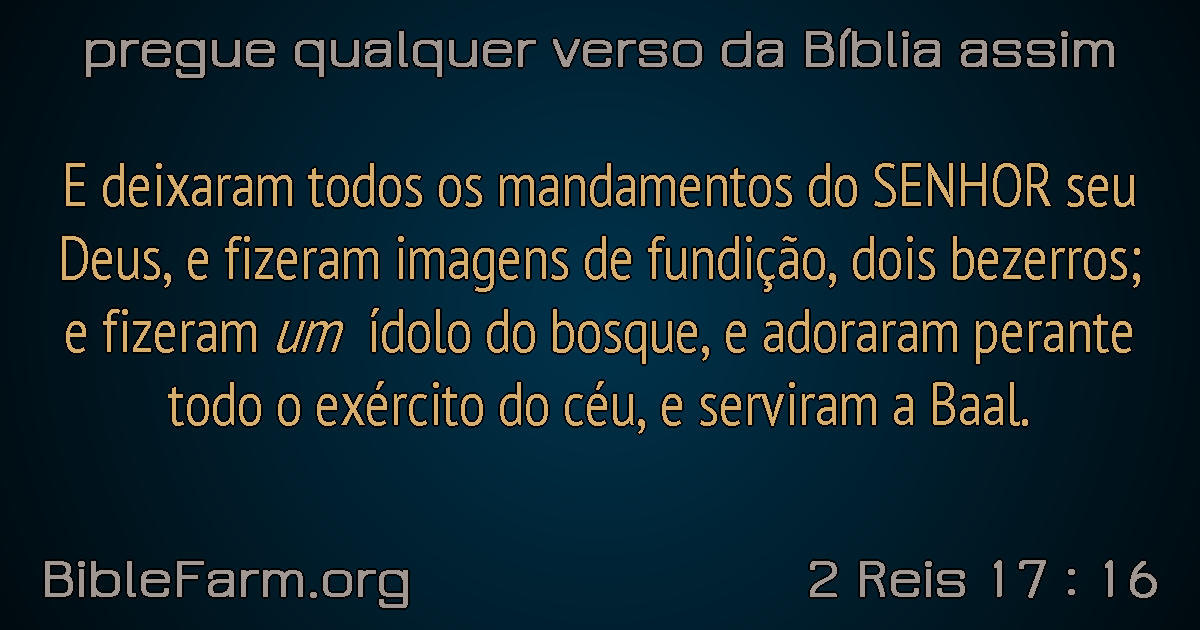 pregue qualquer verso da Bíblia assim
E deixaram todos os mandamentos do SENHOR seu
Deus, e fizeram imagens de fundição, dois bezerros;
e fizeram um ídolo do bosque, e adoraram perante
todo o exército do céu, e serviram a Baal.
BibleFarm.org
2 Reis 17 : 16